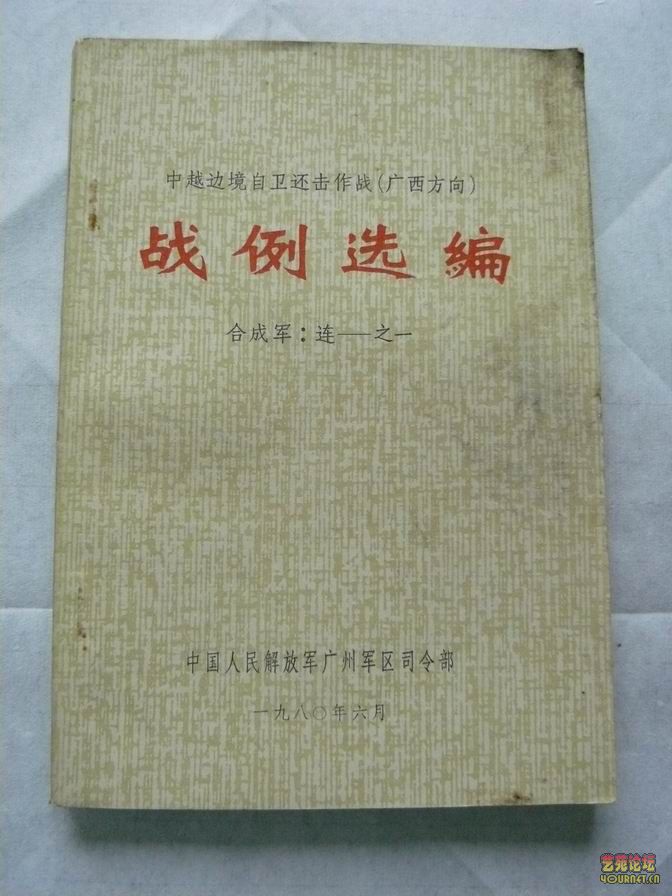 中越边境自卫还击作战(广西方向)
战例选编
合成军：连——之一
中国人民解放军广州军区司令部
一九八〇年六月
艺苑论坛
4YOURNET.CN